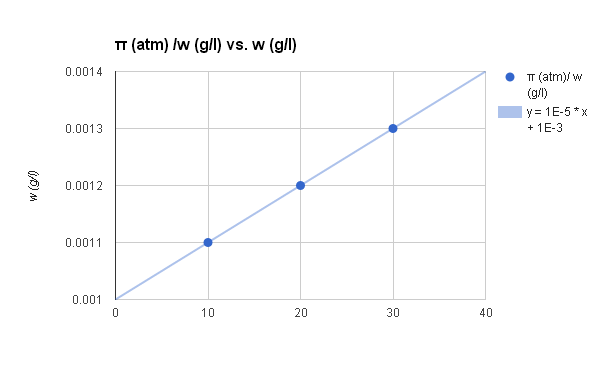 π (atm) /w (g/l) vs. w (g/l)
0.0014
0.0013
0.0012
0.0011
0.001
w (g/l)
0
10
20
30
40
π (atm)/ w
(g/l)
y = 1E-5 * x
+ 1E-3